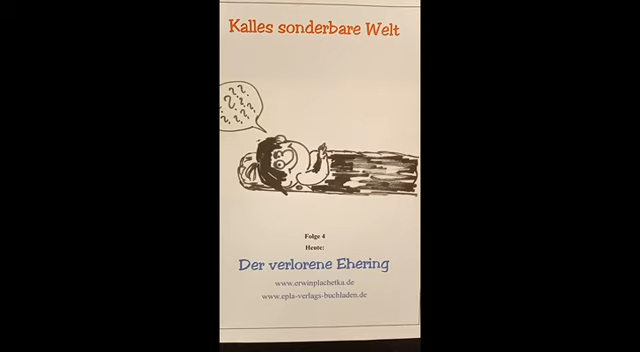 Kalles sonderbare Welt
?.?.
?.?.?.
?.?.?.
Folge 4
Heute:
Der verlorene Ehering
www.erwinplachetka.de
www.epla-verlags-buchladen.de